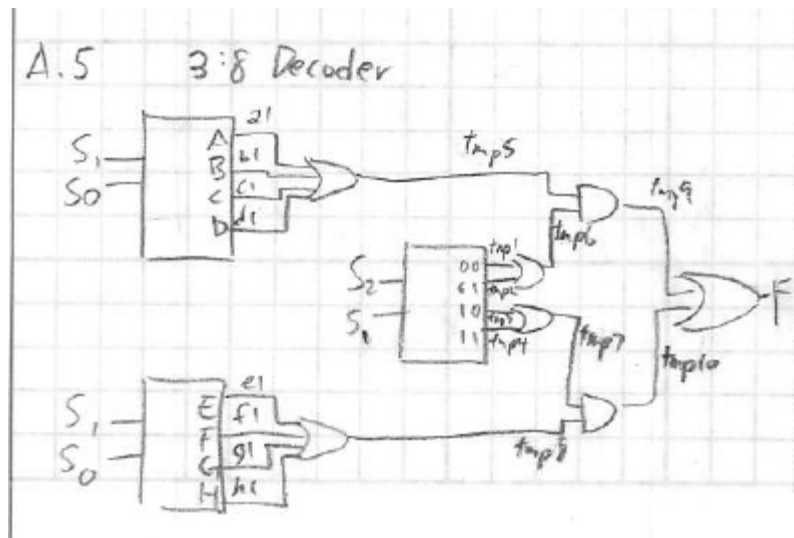 A.5 3:8 Decoder
a1
S1 A
b1
B
S0 C c1
D d1
tmp5
tmp9
tmp6
S2 00 tmp1
01 tmp2
S1 10 tmp3
11 tmp4
F
tmp7
tmp10
e1
S1 E
f1
F
S0 G g1
H h1
tmp8